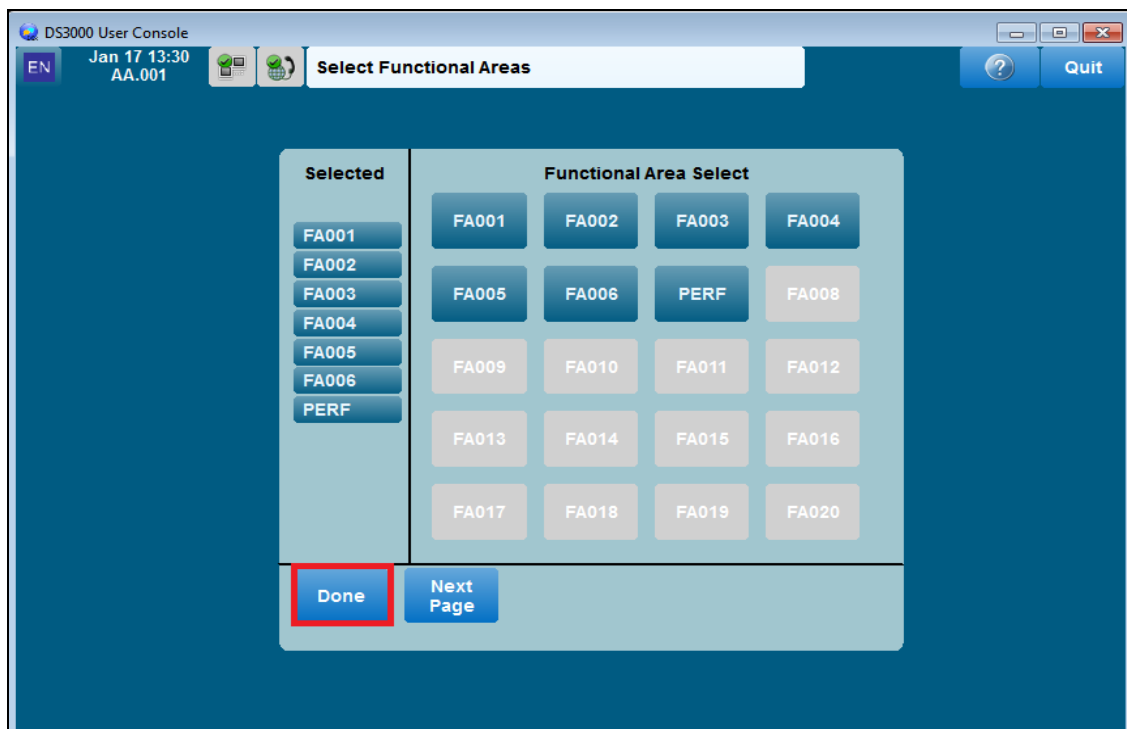 DS3000 User Console
EN
Jan 17 13:30
AA.001
Select Functional Areas
?
Quit
Selected
FA001
FA002
FA003
FA004
FA005
FA006
PERF
Functional Area Select
FA001 FA002 FA003 FA004
FA005 FA006 PERF FA008
FA009 FA010 FA011 FA012
FA013 FA014 FA015 FA016
FA017 FA018 FA019 FA020
Done
Next
Page